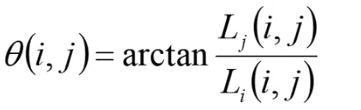 θ(i, j) = arctan L_j(i, j) / L_i(i, j)